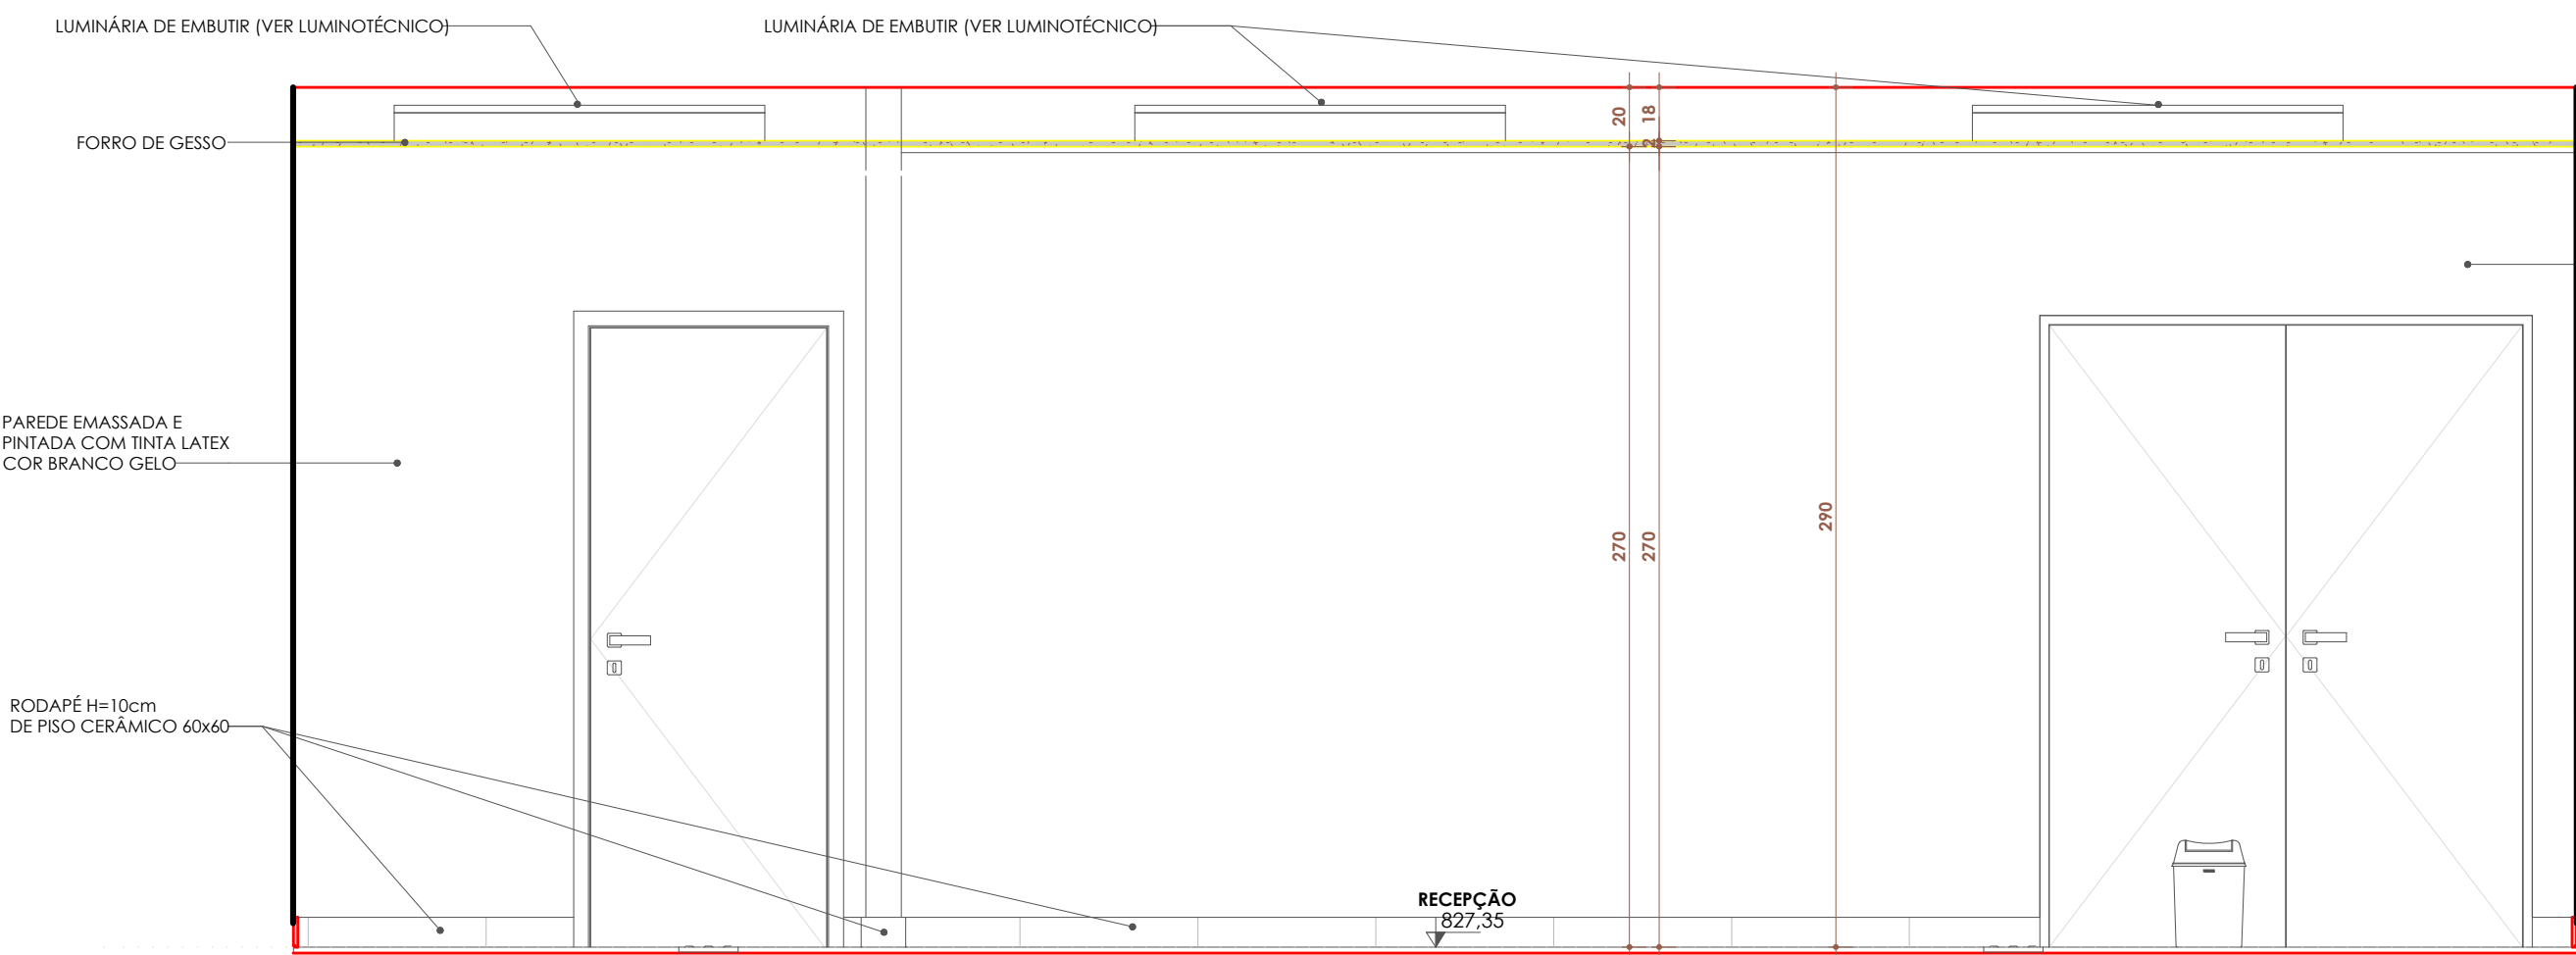 LUMINÁRIA DE EMBUTIR (VER LUMINOTÉCNICO)
LUMINÁRIA DE EMBUTIR (VER LUMINOTÉCNICO)
20
18
FORRO DE GESSO
2
PAREDE EMASSADA E
PINTADA COM TINTA LATEX
COR BRANCO GELO
270
270
290
RODAPÉ H=10cm
DE PISO CERÂMICO 60x60
RECEPÇÃO
827,35